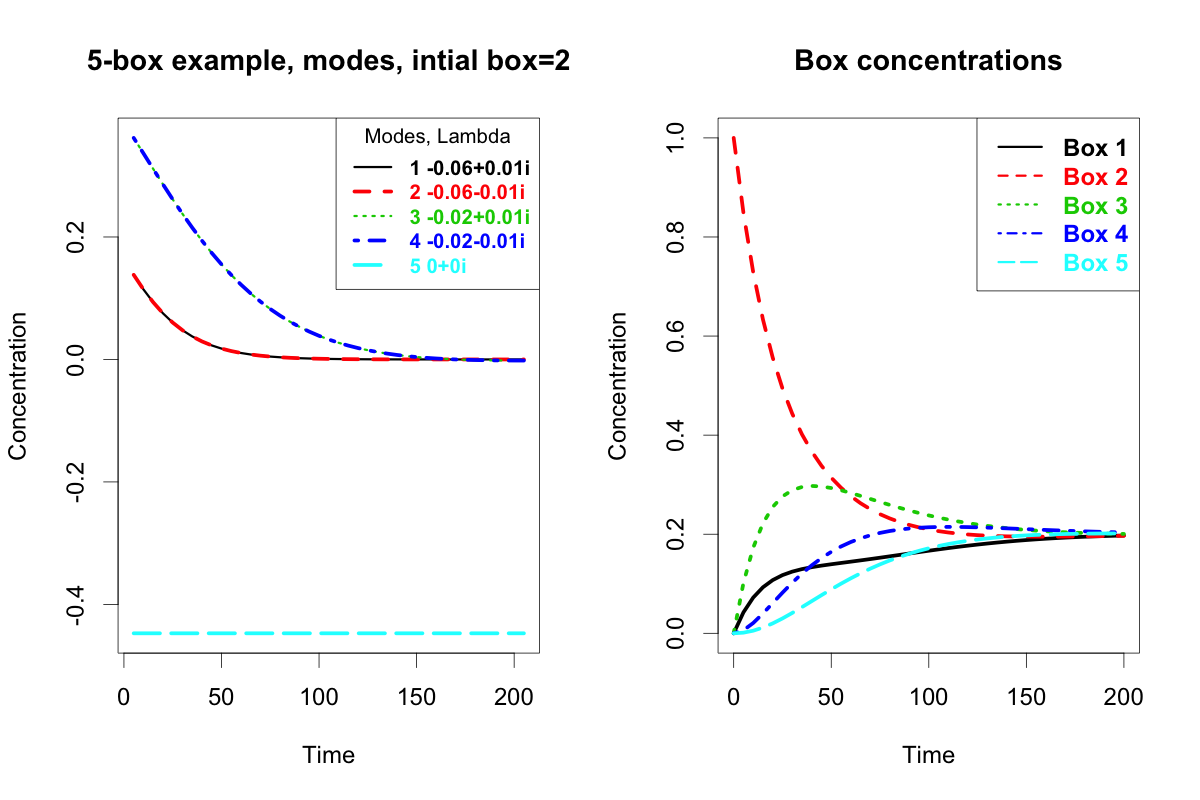 5-box example, modes, intial box=2
Modes, Lambda
1 -0.06+0.01i
2 -0.06-0.01i
3 -0.02+0.01i
4 -0.02-0.01i
5 0+0i
Concentration
0.2
0.0
-0.2
-0.4
0 50 100 150 200
Time
Box concentrations
Box 1
Box 2
Box 3
Box 4
Box 5
Concentration
1.0
0.8
0.6
0.4
0.2
0.0
0 50 100 150 200
Time